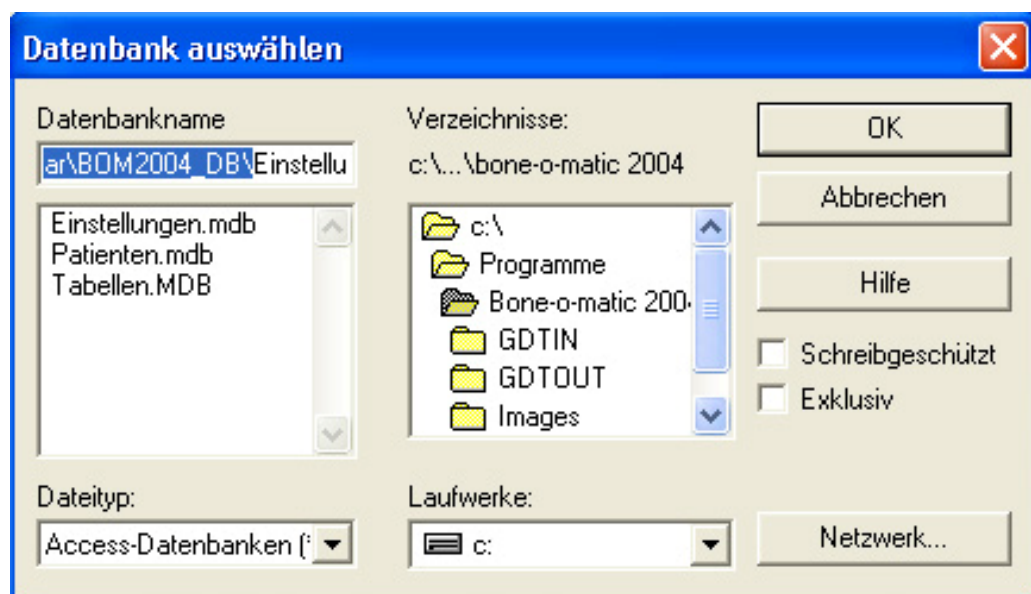 Datenbank auswählen
Datenbankname
ar\BOM2004_DB\Einstellu
Einstellungen.mdb
Patienten.mdb
Tabellen.MDB
Dateityp:
Access-Datenbanken (*
Verzeichnisse:
c:\...\bone-o-matic 2004
c:\
Programme
Bone-o-matic 200
GDTIN
GDTOUT
Images
Laufwerke:
c:
OK
Abbrechen
Hilfe
Schreibgeschützt
Exklusiv
Netzwerk...